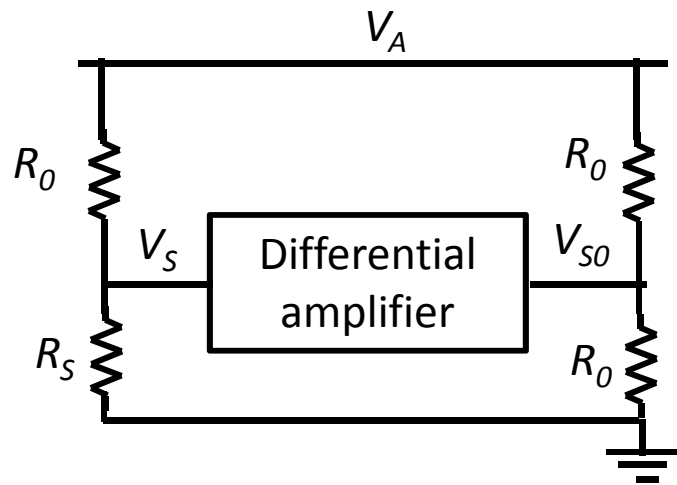 V_A
R_0
R_0
V_S
Differential
amplifier
V_S0
R_S
R_0